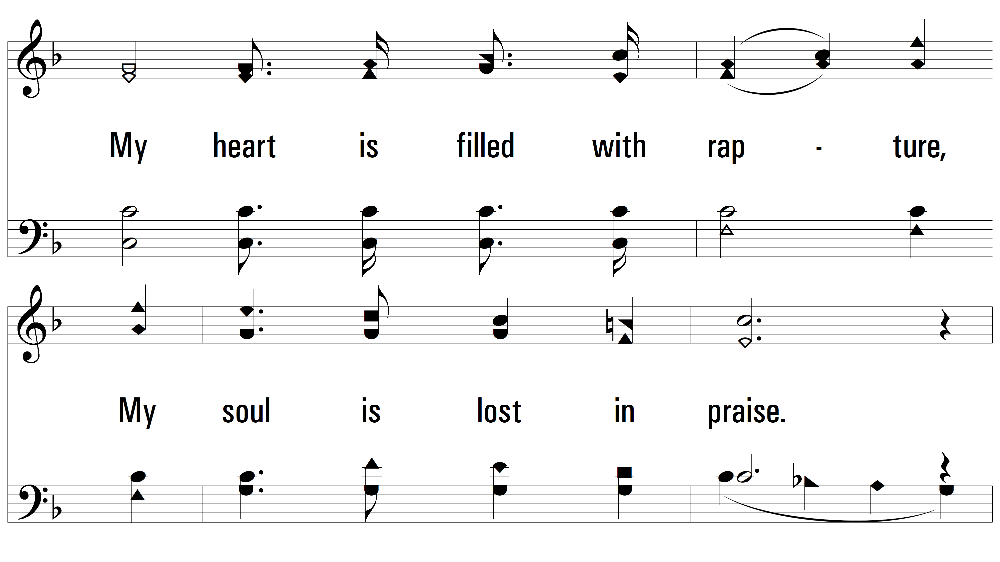 My heart is filled with rap - ture,
My soul is lost in praise.